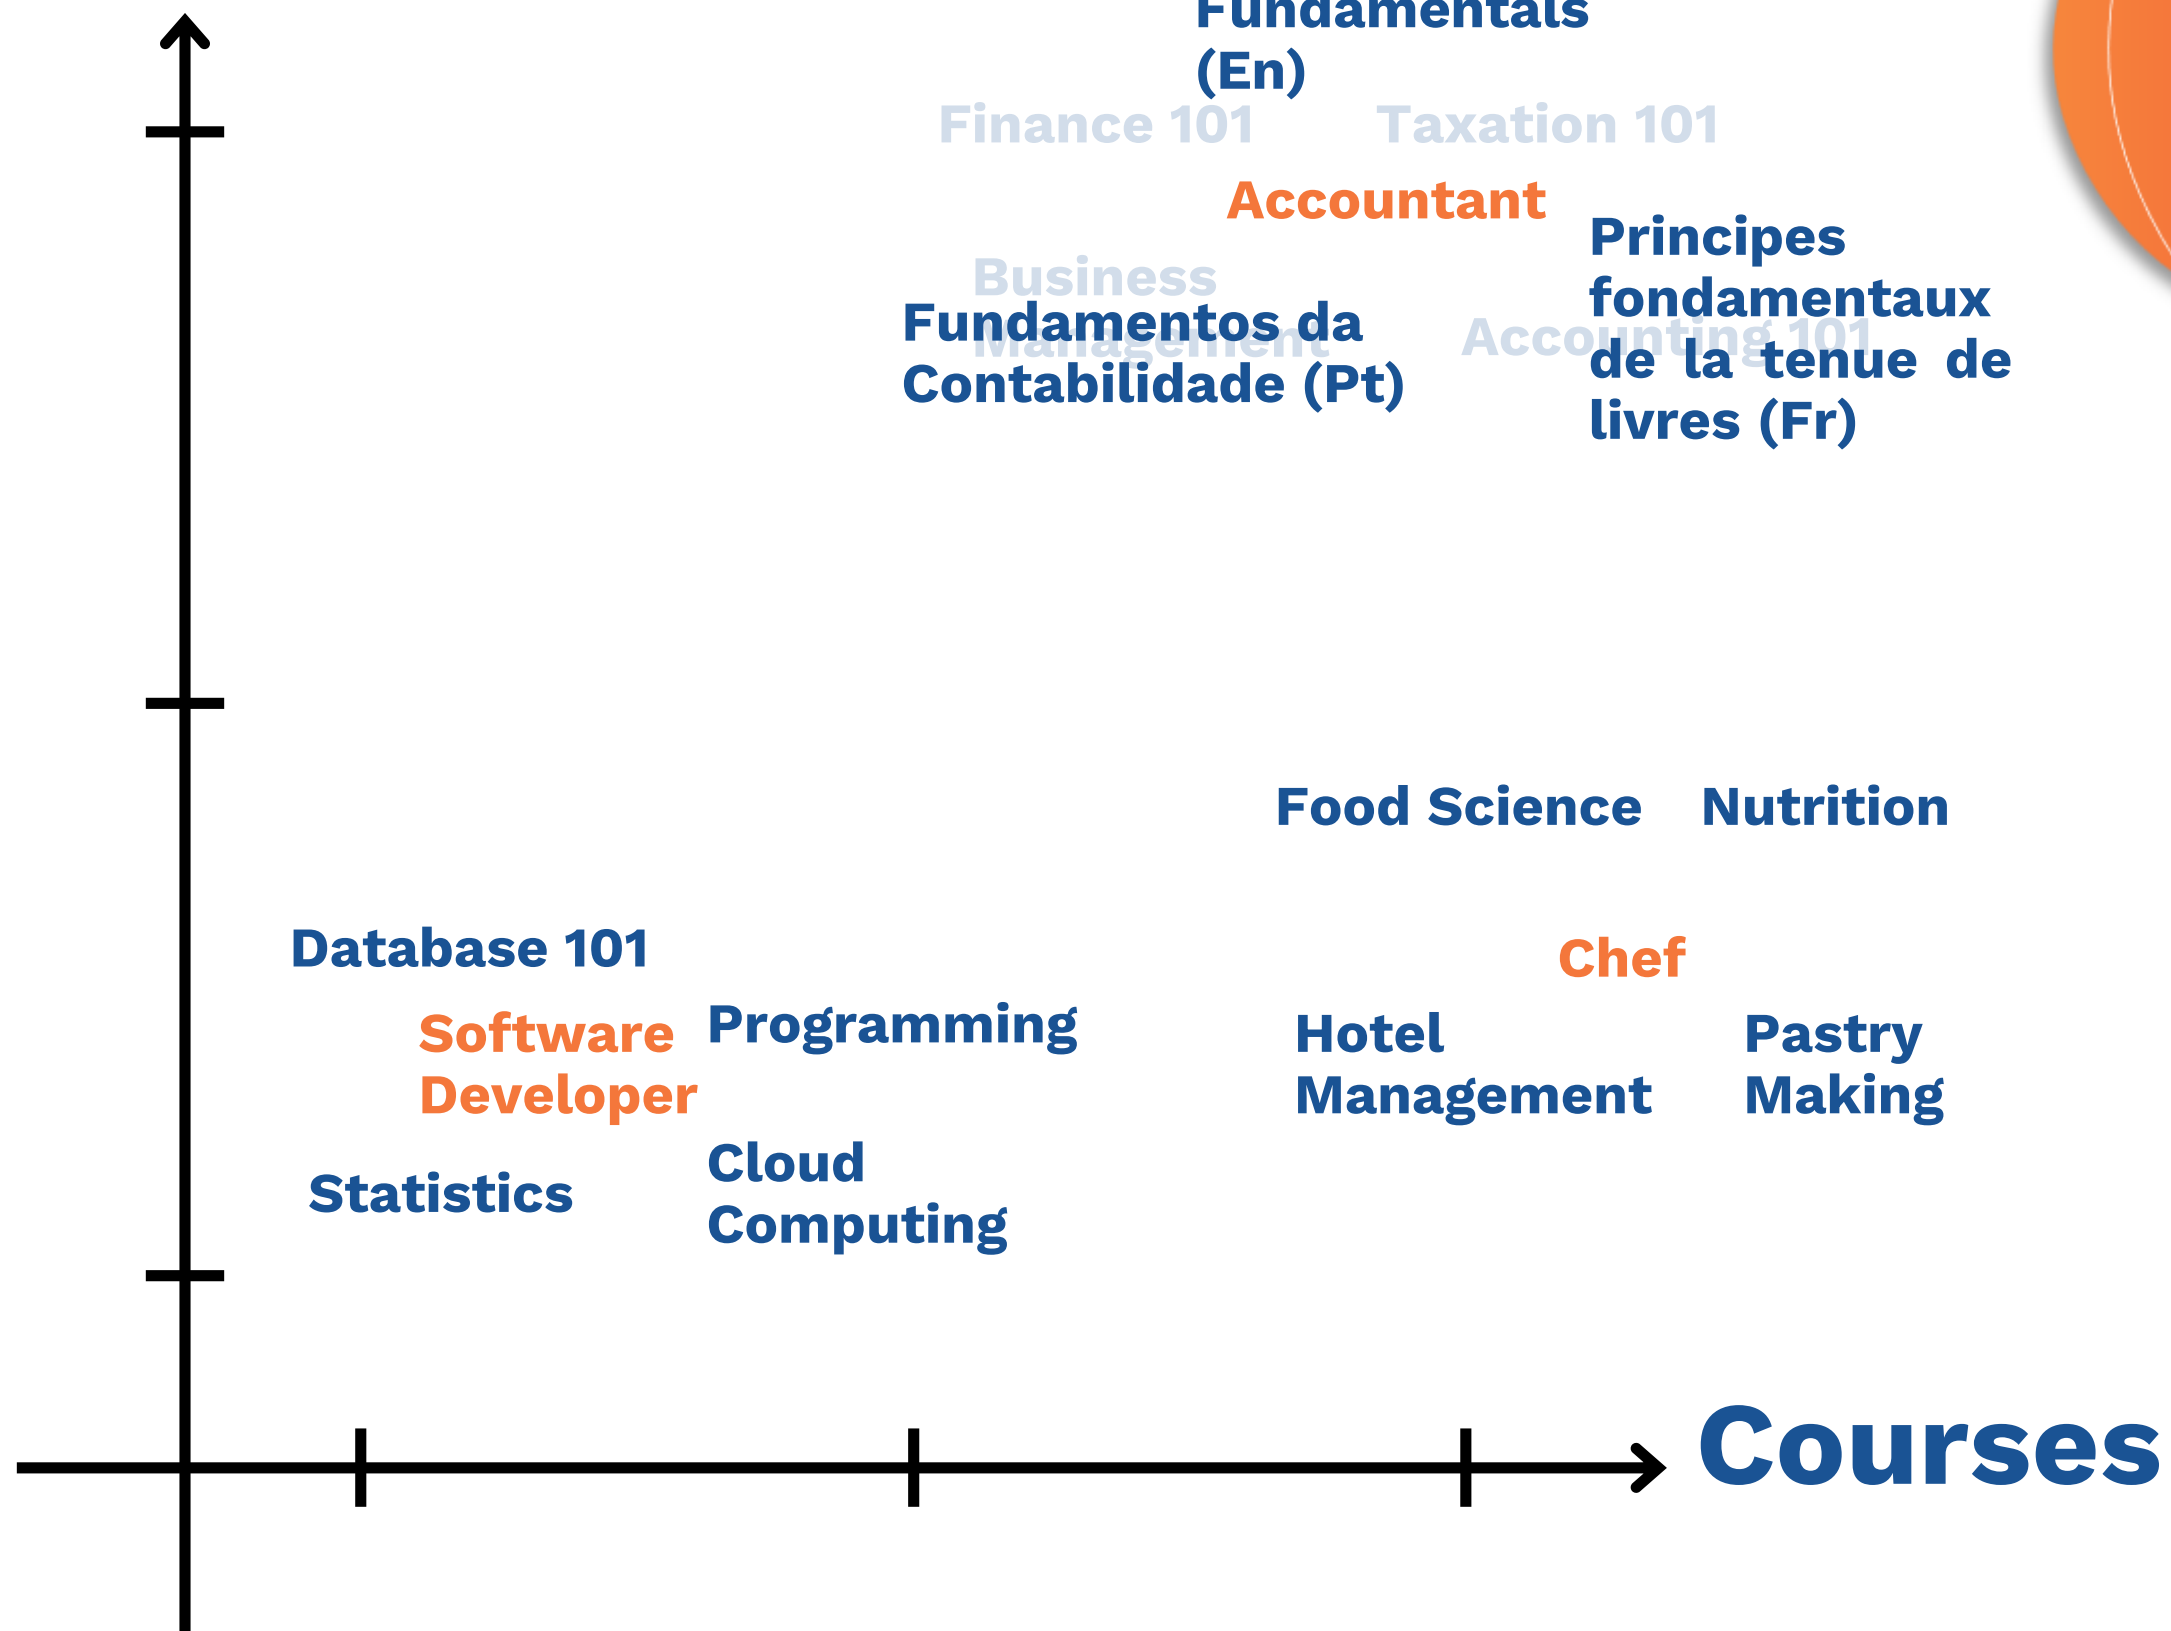 Fundamentals
(En)
Finance 101
Taxation 101
Accountant
Principes
fondamentaux
de la tenue de
livres (Fr)
Business
Management
Fundamentos da
Contabilidade (Pt)
Accounting 101
Food Science
Nutrition
Chef
Hotel
Management
Pastry
Making
Database 101
Software
Developer
Programming
Statistics
Cloud
Computing
Courses